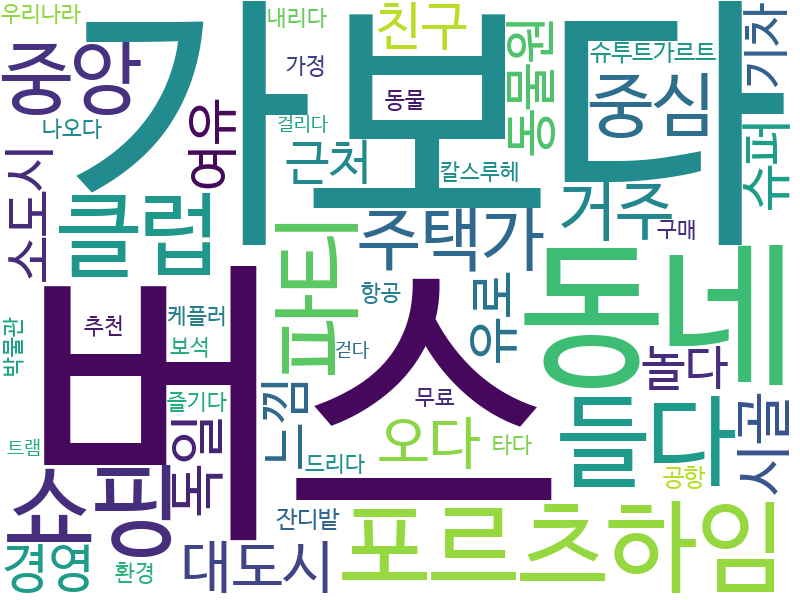 우리나라
내리다
친구
가보다
슈투트가르트
기차
중앙
가정
동물원
중심
나오다
여유
동물
걸리다
근처
칼스루헤
슈퍼
소도시
클럽
주택가
거주
구매
파티
버스
항공
유로
동네
케플러
추천
박물관
보석
걷다
놀다
즐기다
느낌
무료
들다
시골
트램
독일
드리다
오다
타다
공항
쇼핑
잔디밭
포르츠하임
경영
환경
대도시